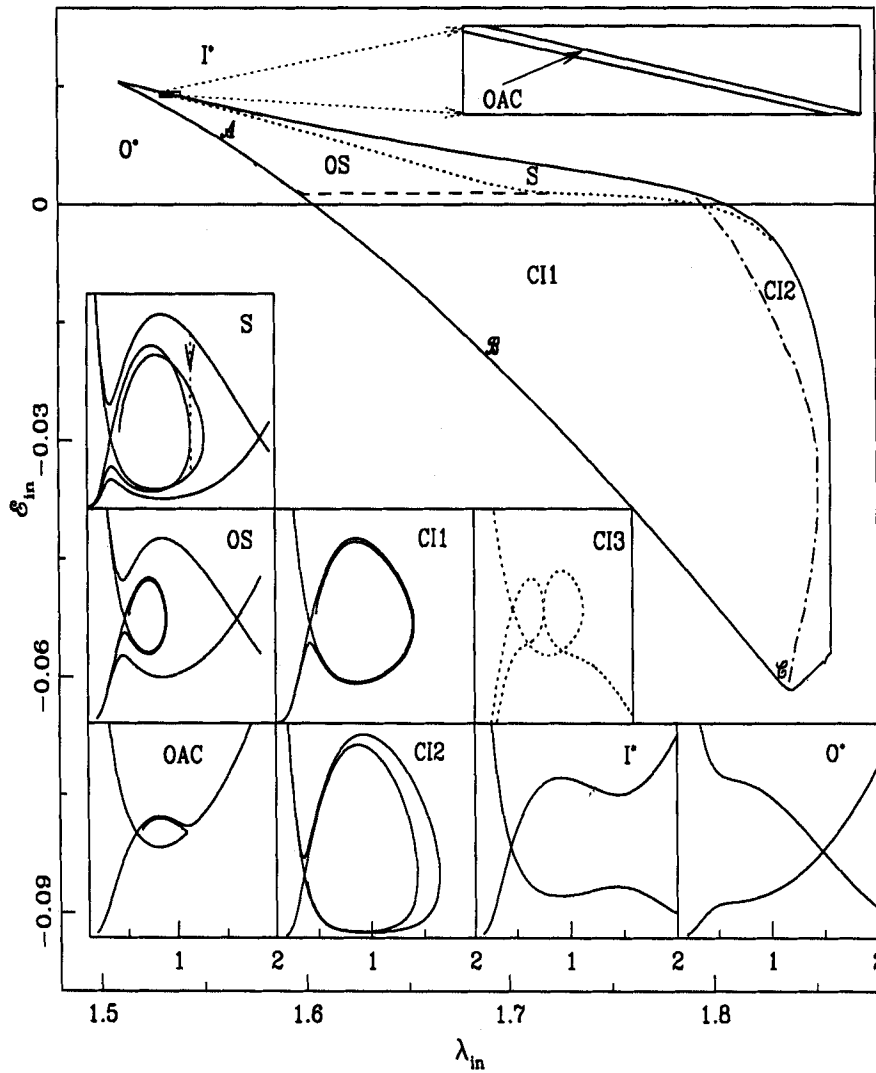 I*
OAC
𝒜
O*
OS
S
0
CI1
CI2
ℬ
S
-0.03
ℰin
OS
CI1
CI3
-0.06
𝒞
OAC
CI2
I*
O*
-0.09
1 2 1 2 1 2 1 2
1.5 1.6 1.7 1.8
λin